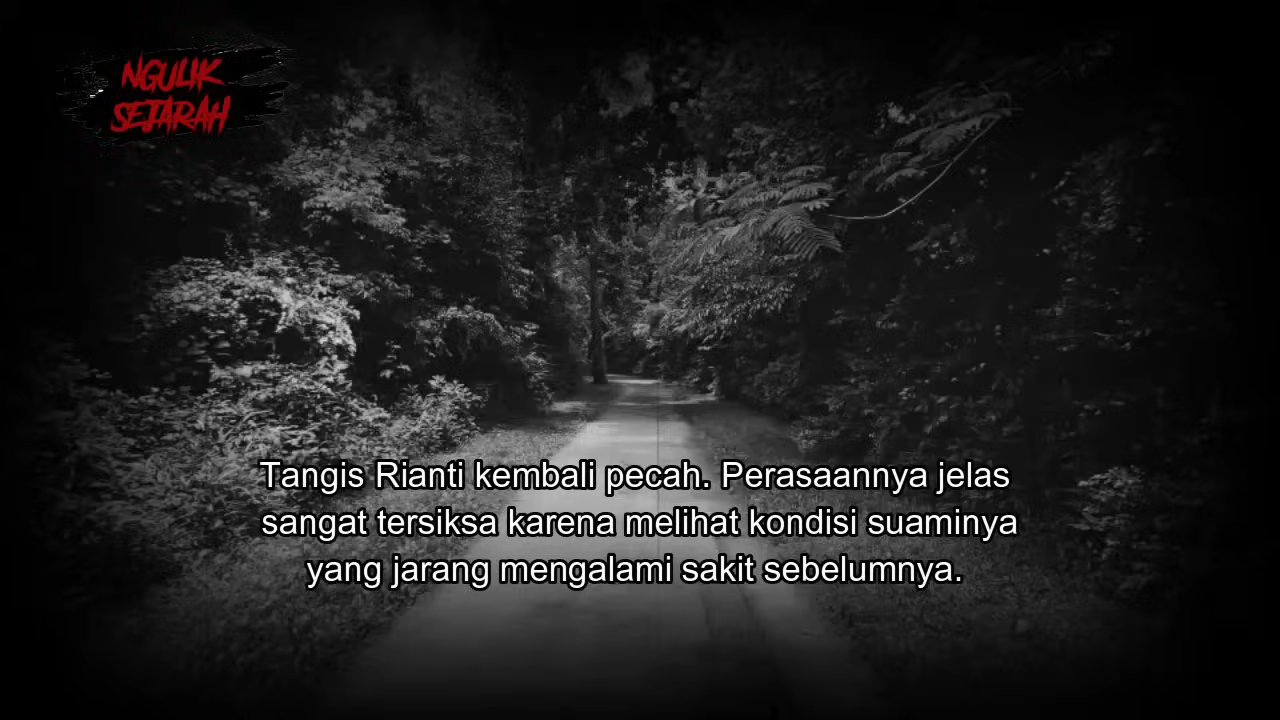 NGULIK
SEJARAH
Tangis Rianti kembali pecah. Perasaannya jelas
sangat tersiksa karena melihat kondisi suaminya
yang jarang mengalami sakit sebelumnya.